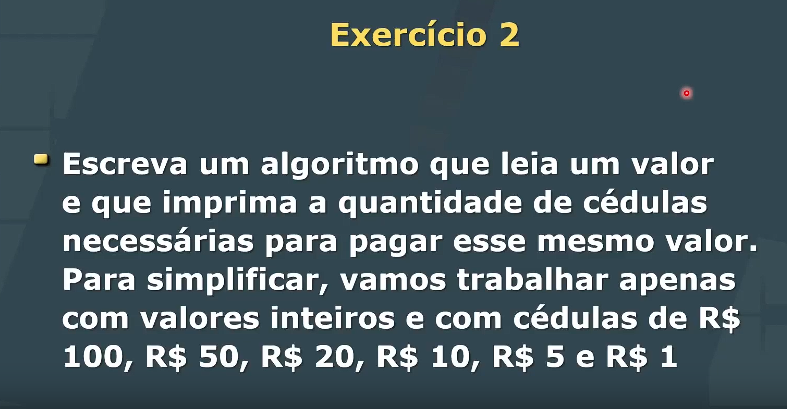 Exercício 2
Escreva um algoritmo que leia um valor
e que imprima a quantidade de cédulas
necessárias para pagar esse mesmo valor.
Para simplificar, vamos trabalhar apenas
com valores inteiros e com cédulas de R$
100, R$ 50, R$ 20, R$ 10, R$ 5 e R$ 1